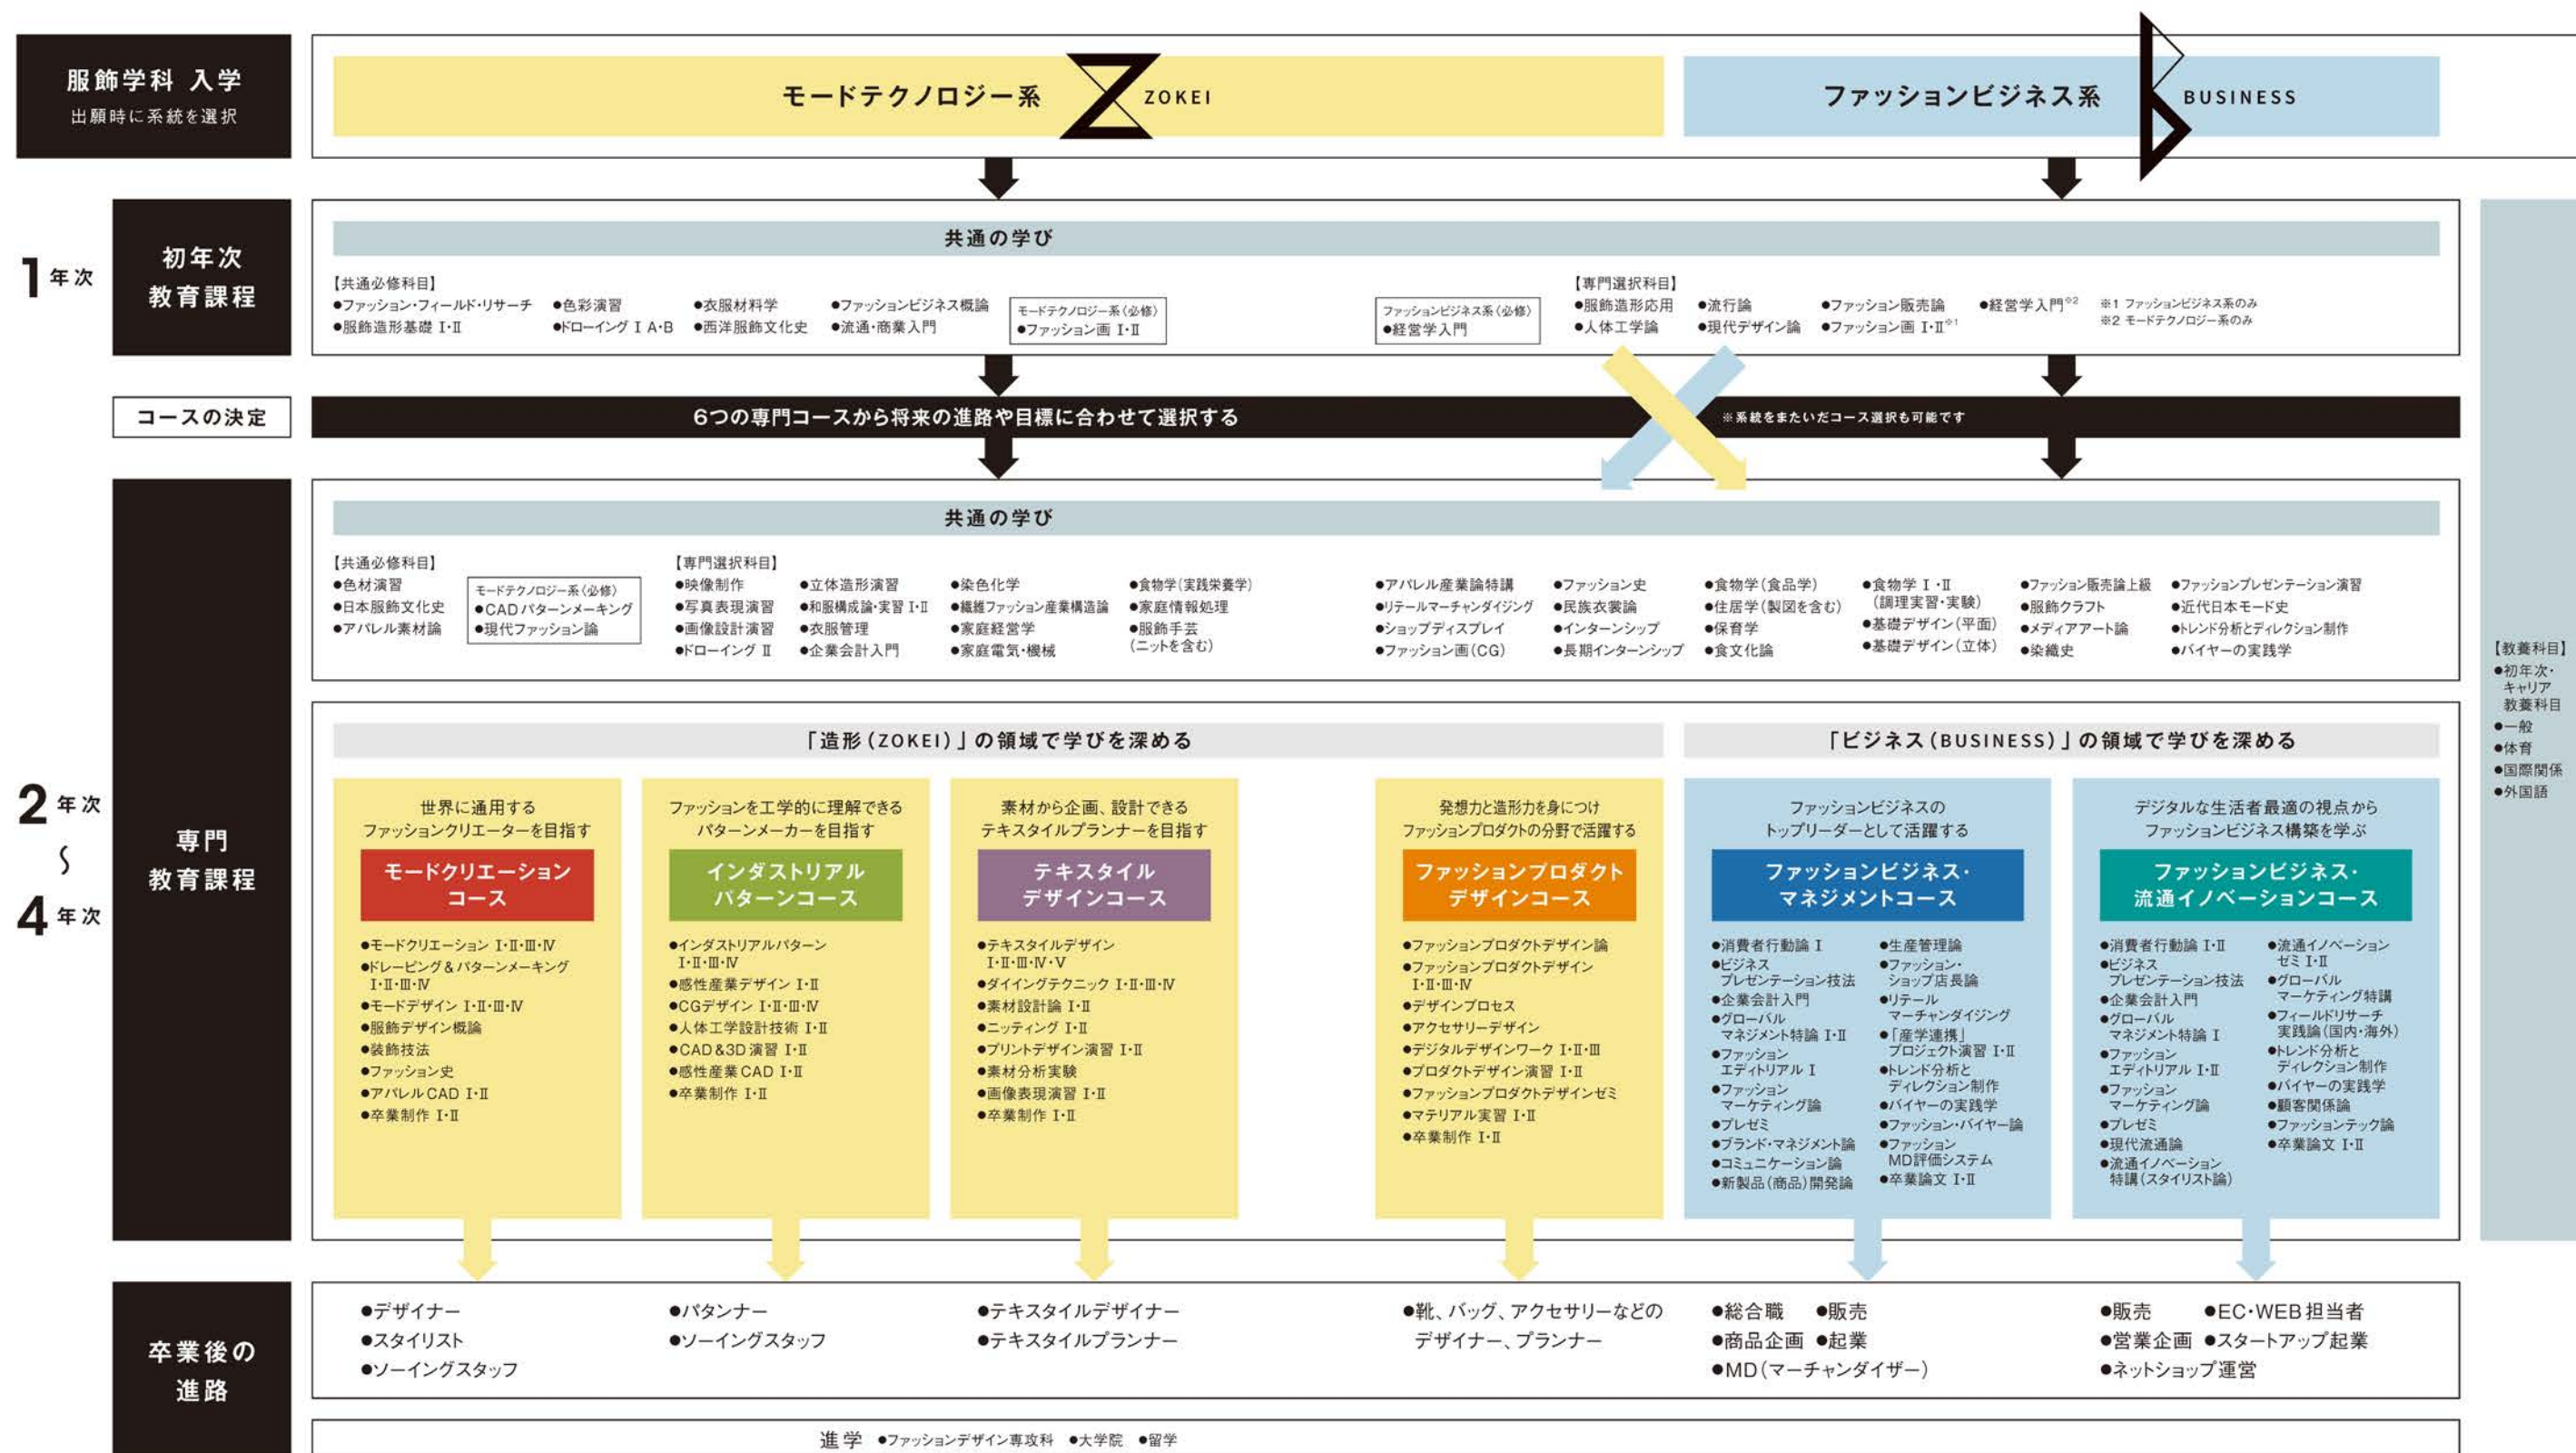 服飾学科 入学
出願時に系統を選択
モードテクノロジー系 ZOKEI
ファッションビジネス系 BUSINESS
1年次
初年次
教育課程
共通の学び
【共通必修科目】
●ファッション・フィールド・リサーチ
●服飾造形基礎 Ⅰ・Ⅱ
●色彩演習
●ドローイング Ⅰ A・B
●衣服材料学
●西洋服飾文化史
●ファッションビジネス概論
●流通・商業入門
モードテクノロジー系(必修)
●ファッション画 Ⅰ・Ⅱ
ファッションビジネス系(必修)
●経営学入門
【専門選択科目】
●服飾造形応用
●人体工学論
●流行論
●現代デザイン論
●ファッション販売論
●ファッション画 Ⅰ・Ⅱ※1
●経営学入門※2
※1 ファッションビジネス系のみ
※2 モードテクノロジー系のみ
コースの決定
6つの専門コースから将来の進路や目標に合わせて選択する
※系統をまたいだコース選択も可能です
2年次
〜
4年次
専門
教育課程
共通の学び
【共通必修科目】
●色材演習
●日本服飾文化史
●アパレル素材論
モードテクノロジー系(必修)
●CADパターンメーキング
●現代ファッション論
【専門選択科目】
●映像制作
●写真表現演習
●画像設計演習
●ドローイング Ⅱ
●立体造形演習
●和服構成論・実習 Ⅰ・Ⅱ
●衣服管理
●企業会計入門
●染色化学
●繊維ファッション産業構造論
●家庭経営学
●家庭電気・機械
●食物学(実践栄養学)
●家庭情報処理
●服飾手芸
(ニットを含む)
●アパレル産業論特講
●リテールマーチャンダイジング
●ショップディスプレイ
●ファッション画(CG)
●ファッション史
●民族衣裳論
●インターンシップ
●長期インターンシップ
●食物学(食品学)
●住居学(製図を含む)
●保育学
●食文化論
●食物学 Ⅰ・Ⅱ
(調理実習・実験)
●基礎デザイン(平面)
●基礎デザイン(立体)
●ファッション販売論上級
●服飾クラフト
●メディアアート論
●染織史
●ファッションプレゼンテーション演習
●近代日本モード史
●トレンド分析とディレクション制作
●バイヤーの実践学
「造形(ZOKEI)」の領域で学びを深める
「ビジネス(BUSINESS)」の領域で学びを深める
世界に通用する
ファッションクリエーターを目指す
モードクリエーション
コース
●モードクリエーション Ⅰ・Ⅱ・Ⅲ・Ⅳ
●ドレーピング&パターンメーキング
Ⅰ・Ⅱ・Ⅲ・Ⅳ
●モードデザイン Ⅰ・Ⅱ・Ⅲ・Ⅳ
●服飾デザイン概論
●装飾技法
●ファッション史
●アパレルCAD Ⅰ・Ⅱ
●卒業制作 Ⅰ・Ⅱ
ファッションを工学的に理解できる
パターンメーカーを目指す
インダストリアル
パターンコース
●インダストリアルパターン
Ⅰ・Ⅱ・Ⅲ・Ⅳ
●感性産業デザイン Ⅰ・Ⅱ
●CGデザイン Ⅰ・Ⅱ・Ⅲ・Ⅳ
●人体工学設計技術 Ⅰ・Ⅱ
●CAD&3D演習 Ⅰ・Ⅱ
●感性産業CAD Ⅰ・Ⅱ
●卒業制作 Ⅰ・Ⅱ
素材から企画、設計できる
テキスタイルプランナーを目指す
テキスタイル
デザインコース
●テキスタイルデザイン
Ⅰ・Ⅱ・Ⅲ・Ⅳ・Ⅴ
●ダイイングテクニック Ⅰ・Ⅱ・Ⅲ・Ⅳ
●素材設計論 Ⅰ・Ⅱ
●ニッティング Ⅰ・Ⅱ
●プリントデザイン演習 Ⅰ・Ⅱ
●素材分析実験
●画像表現演習 Ⅰ・Ⅱ
●卒業制作 Ⅰ・Ⅱ
発想力と造形力を身につけ
ファッションプロダクトの分野で活躍する
ファッションプロダクト
デザインコース
●ファッションプロダクトデザイン論
●ファッションプロダクトデザイン
Ⅰ・Ⅱ・Ⅲ・Ⅳ
●デザインプロセス
●アクセサリーデザイン
●デジタルデザインワーク Ⅰ・Ⅱ・Ⅲ
●プロダクトデザイン演習 Ⅰ・Ⅱ
●ファッションプロダクトデザインゼミ
●マテリアル実習 Ⅰ・Ⅱ
●卒業制作 Ⅰ・Ⅱ
ファッションビジネスの
トップリーダーとして活躍する
ファッションビジネス・
マネジメントコース
●消費者行動論 Ⅰ
●ビジネス
プレゼンテーション技法
●企業会計入門
●グローバル
マネジメント特論 Ⅰ・Ⅱ
●ファッション
エディトリアル Ⅰ
●ファッション
マーケティング論
●プレゼミ
●ブランド・マネジメント論
●コミュニケーション論
●新製品(商品)開発論
●生産管理論
●ファッション・
ショップ店長論
●リテール
マーチャンダイジング
●「産学連携」
プロジェクト演習 Ⅰ・Ⅱ
●トレンド分析と
ディレクション制作
●バイヤーの実践学
●ファッション・バイヤー論
●ファッション
MD評価システム
●卒業論文 Ⅰ・Ⅱ
デジタルな生活者最適の視点から
ファッションビジネス構築を学ぶ
ファッションビジネス・
流通イノベーションコース
●消費者行動論 Ⅰ・Ⅱ
●ビジネス
プレゼンテーション技法
●企業会計入門
●グローバル
マネジメント特論 Ⅰ
●ファッション
エディトリアル Ⅰ・Ⅱ
●ファッション
マーケティング論
●プレゼミ
●現代流通論
●流通イノベーション
特講(スタイリスト論)
●流通イノベーション
ゼミ Ⅰ・Ⅱ
●グローバル
マーケティング特講
●フィールドリサーチ
実践論(国内・海外)
●トレンド分析と
ディレクション制作
●バイヤーの実践学
●顧客関係論
●ファッションテック論
●卒業論文 Ⅰ・Ⅱ
【教養科目】
●初年次・
キャリア
教養科目
●一般
●体育
●国際関係
●外国語
卒業後の
進路
●デザイナー
●スタイリスト
●ソーイングスタッフ
●パタンナー
●ソーイングスタッフ
●テキスタイルデザイナー
●テキスタイルプランナー
●靴、バッグ、アクセサリーなどの
デザイナー、プランナー
●総合職 ●販売
●商品企画 ●起業
●MD(マーチャンダイザー)
●販売 ●EC・WEB担当者
●営業企画 ●スタートアップ起業
●ネットショップ運営
進学 ●ファッションデザイン専攻科 ●大学院 ●留学